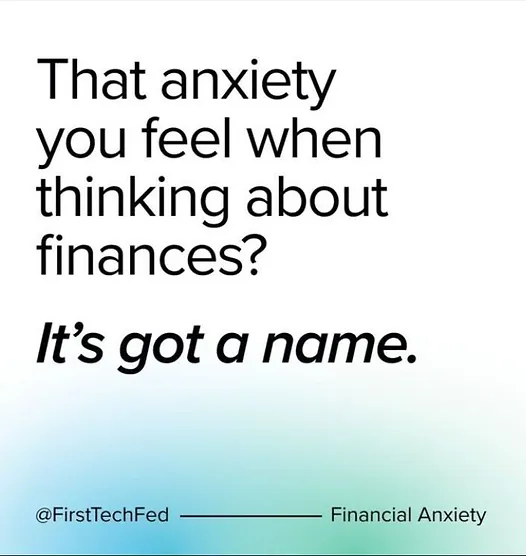 That anxiety
you feel when
thinking about
finances?
It's got a name.
@FirstTechFed
Financial Anxiety